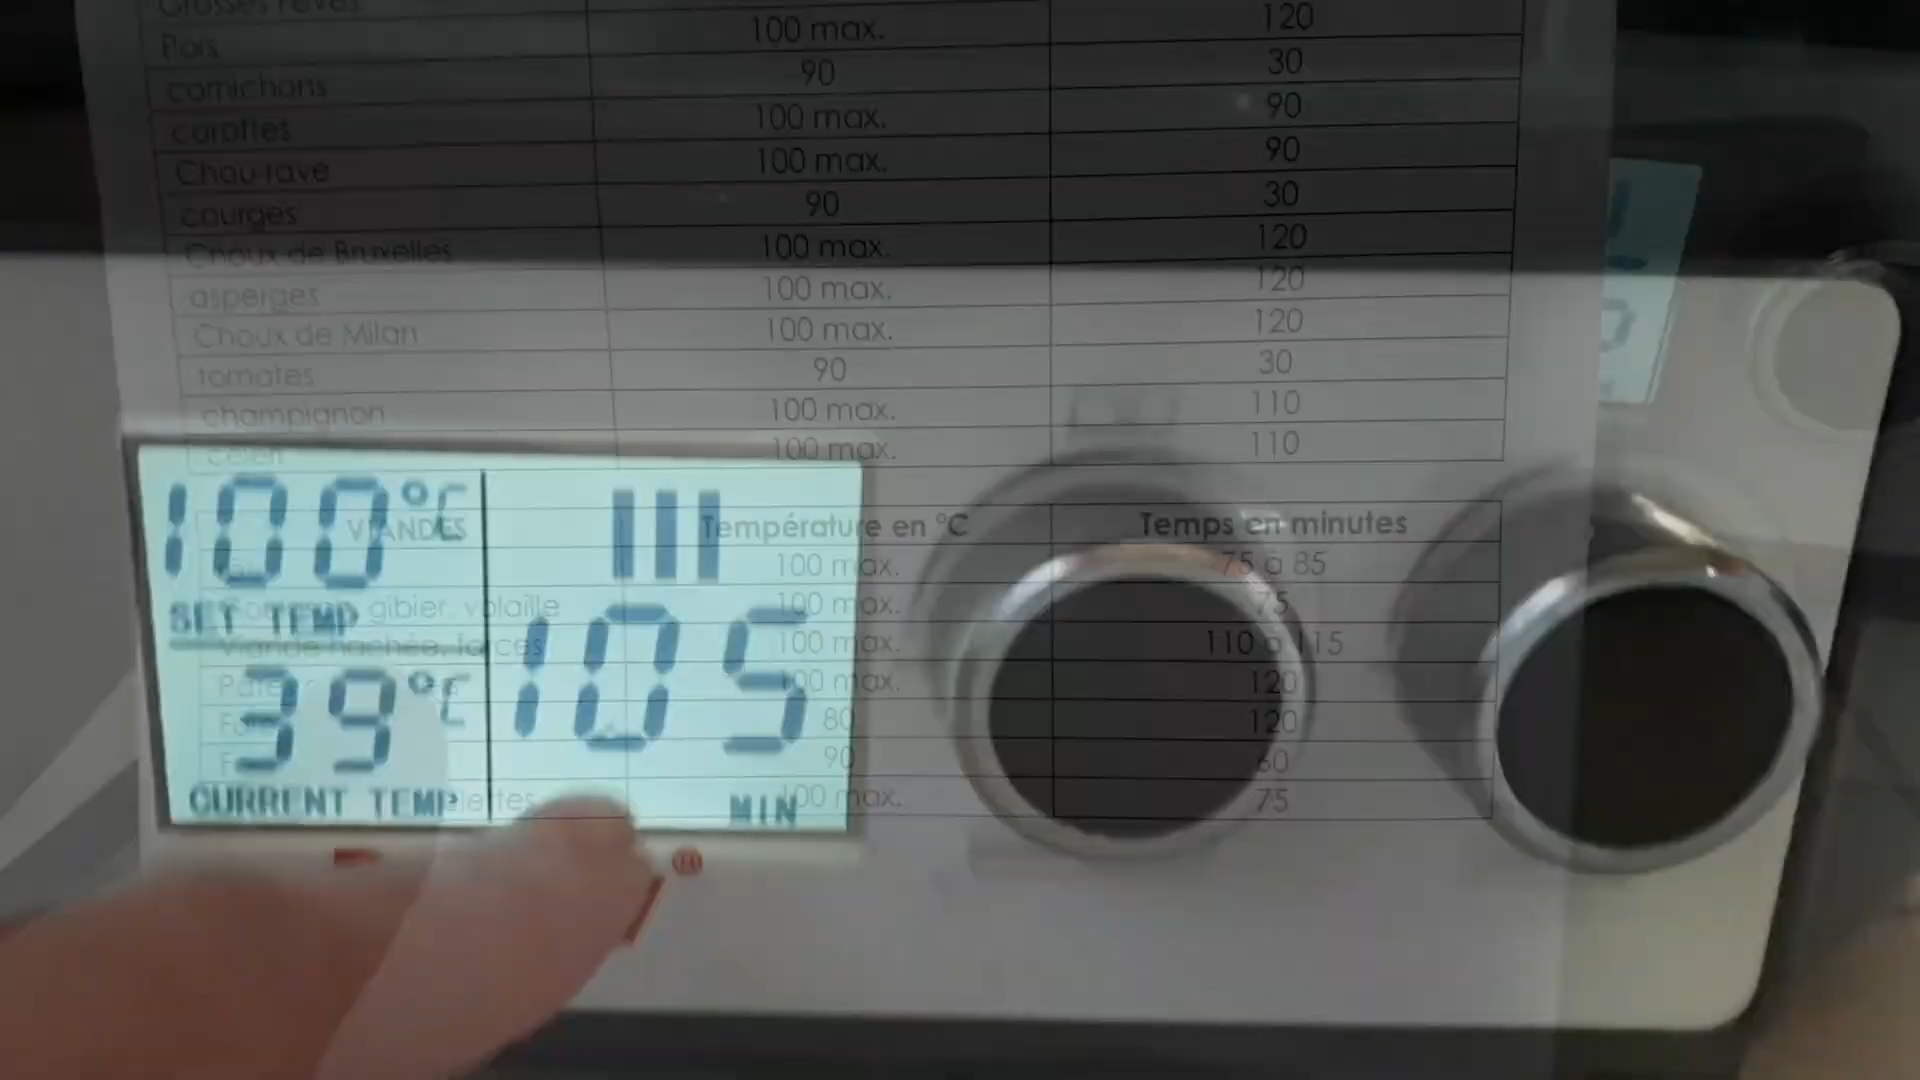 Grosses fèves 100 max. 120
Pois 90 30
cornichons 100 max. 90
carottes 100 max. 90
Chou-rave 90 30
courges 100 max. 120
Choux de Bruxelles 100 max. 120
asperges 100 max. 120
Choux de Milan 90 30
tomates 100 max. 110
champignon 100 max. 110
céleri
VIANDES Température en °C Temps en minutes
100 max. 75 à 85
gibier, volaille 100 max. 75
Viande hachée, farces 100 max. 110 à 115
100 max. 120
80 120
90 60
100 max. 75
100°C
SET TEMP
39°C
CURRENT TEMP
105
MIN